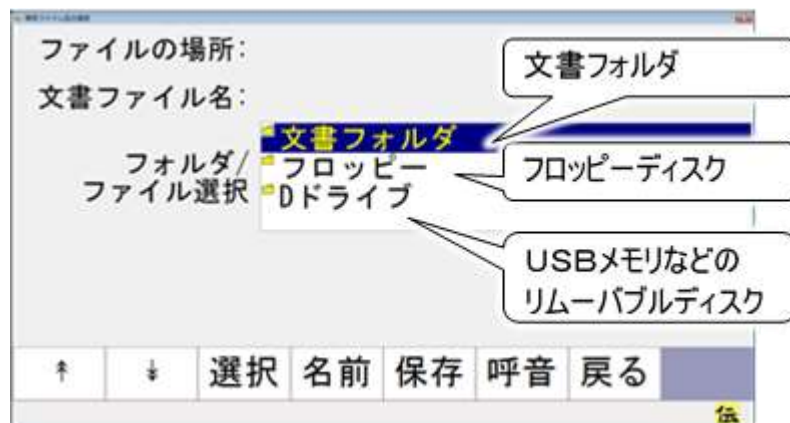 ファイルの場所:
文書ファイル名:
フォルダ/
ファイル選択
文書フォルダ
フロッピー
Dドライブ
文書フォルダ
フロッピーディスク
USBメモリなどの
リムーバブルディスク
↑ ↓ 選択 名前 保存 呼音 戻る
伝